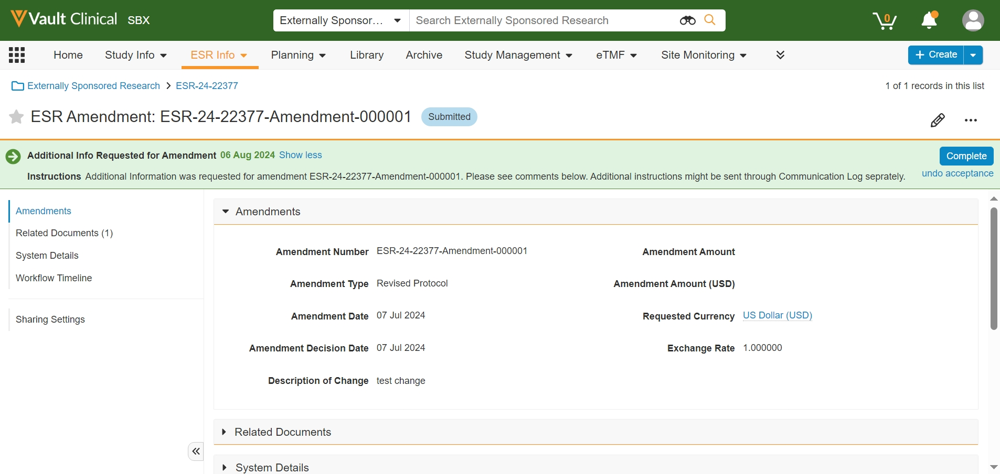 Vault Clinical SBX
Externally Sponsor... Search Externally Sponsored Research
0
Home Study Info ESR Info Planning Library Archive Study Management eTMF Site Monitoring + Create
Externally Sponsored Research > ESR-24-22377 1 of 1 records in this list
ESR Amendment: ESR-24-22377-Amendment-000001 Submitted
Additional Info Requested for Amendment 06 Aug 2024 Show less Complete
Instructions Additional Information was requested for amendment ESR-24-22377-Amendment-000001. Please see comments below. Additional instructions might be sent through Communication Log seprately. undo acceptance
Amendments
Related Documents (1)
System Details
Workflow Timeline
Sharing Settings
Amendments
Amendment Number ESR-24-22377-Amendment-000001 Amendment Amount
Amendment Type Revised Protocol Amendment Amount (USD)
Amendment Date 07 Jul 2024 Requested Currency US Dollar (USD)
Amendment Decision Date 07 Jul 2024 Exchange Rate 1.000000
Description of Change test change
Related Documents
System Details